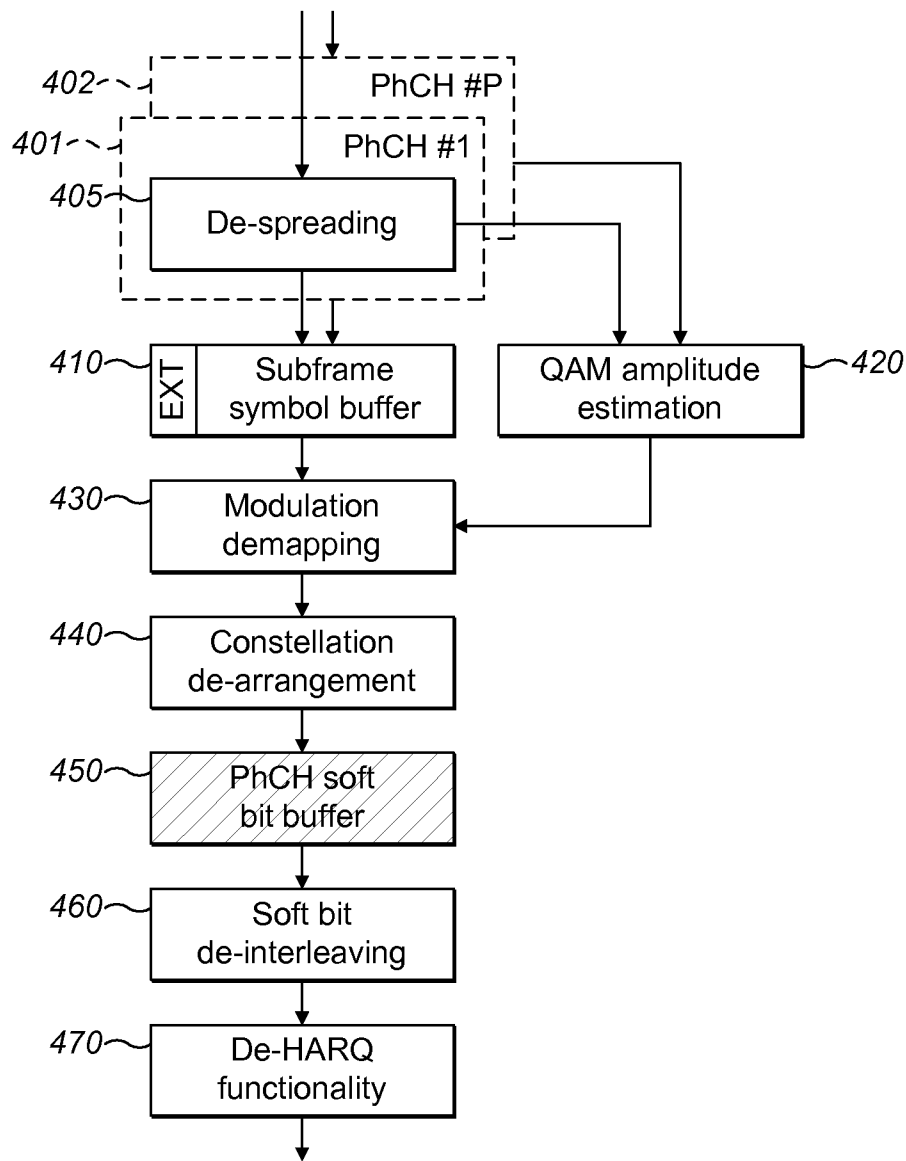 402
PhCH #P
401
PhCH #1
405
De-spreading
410
EXT
Subframe
symbol buffer
QAM amplitude
estimation
420
430
Modulation
demapping
440
Constellation
de-arrangement
450
PhCH soft
bit buffer
460
Soft bit
de-interleaving
470
De-HARQ
functionality